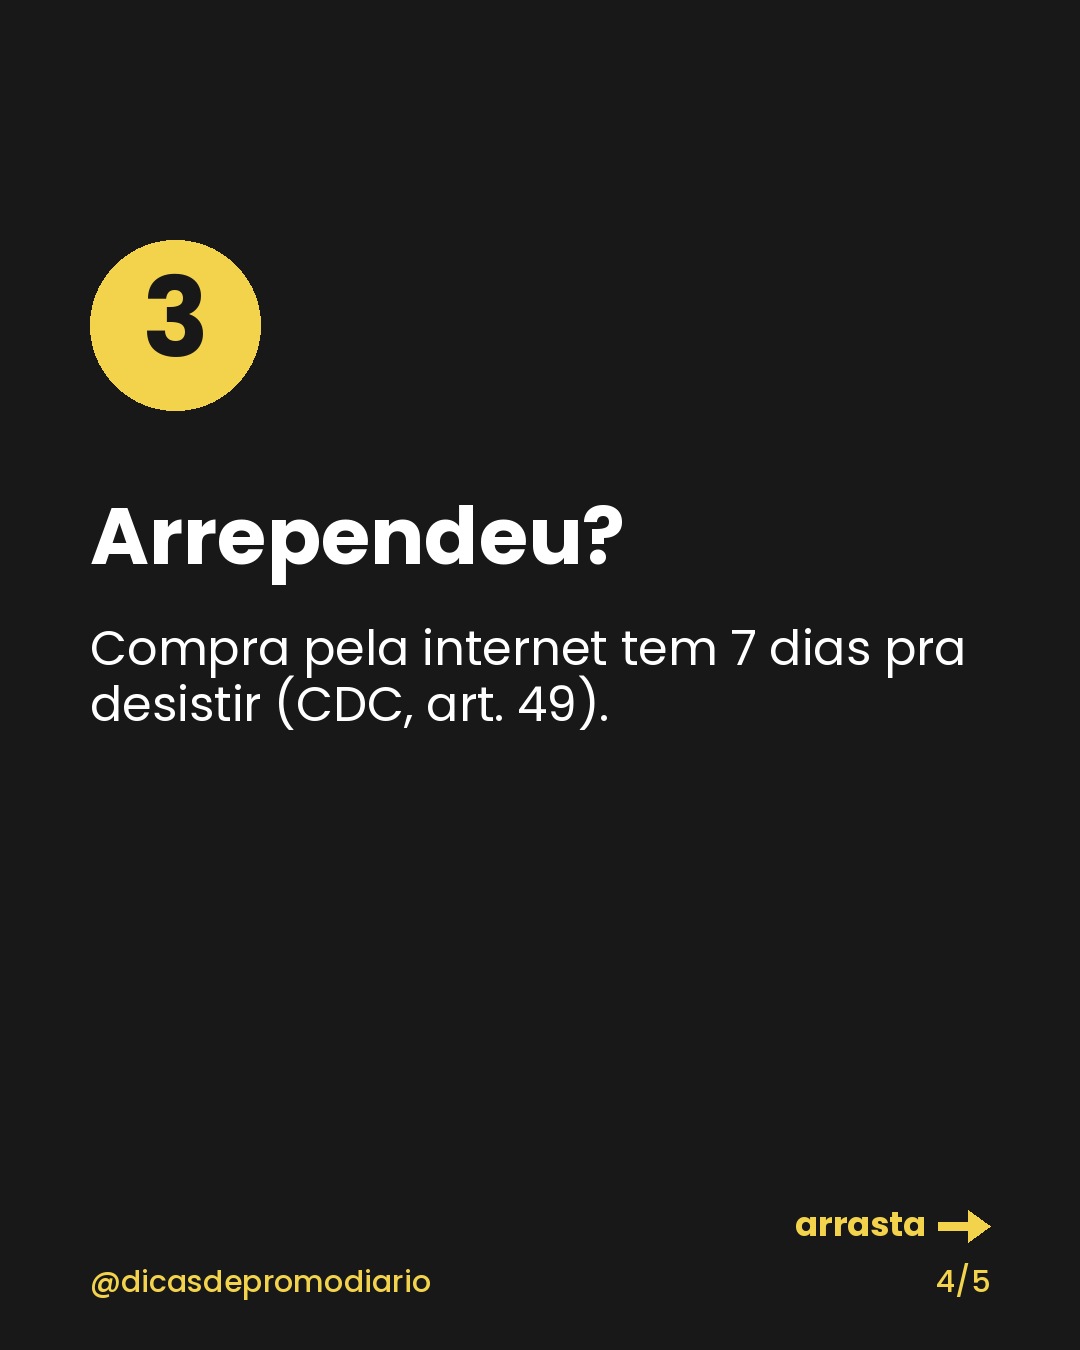 3
Arrependeu?
Compra pela internet tem 7 dias pra
desistir (CDC, art. 49).
arrasta
@dicasdepromodiario
4/5